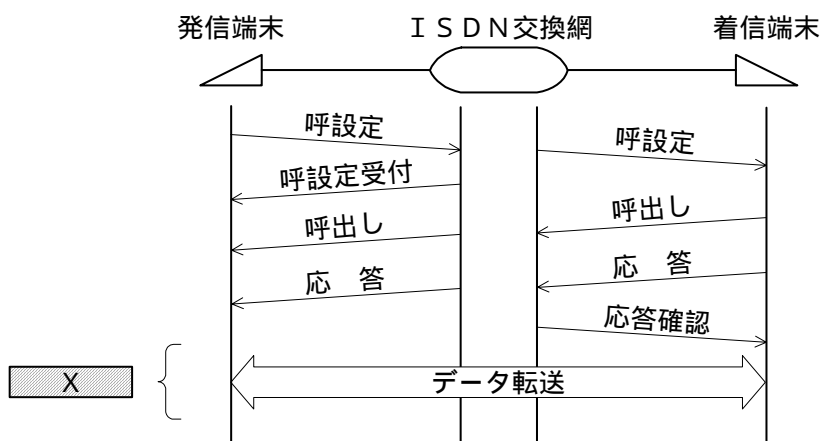 発信端末
ＩＳＤＮ交換網
着信端末
呼設定
呼設定
呼設定受付
呼出し
呼出し
応　答
応　答
応答確認
データ転送
X